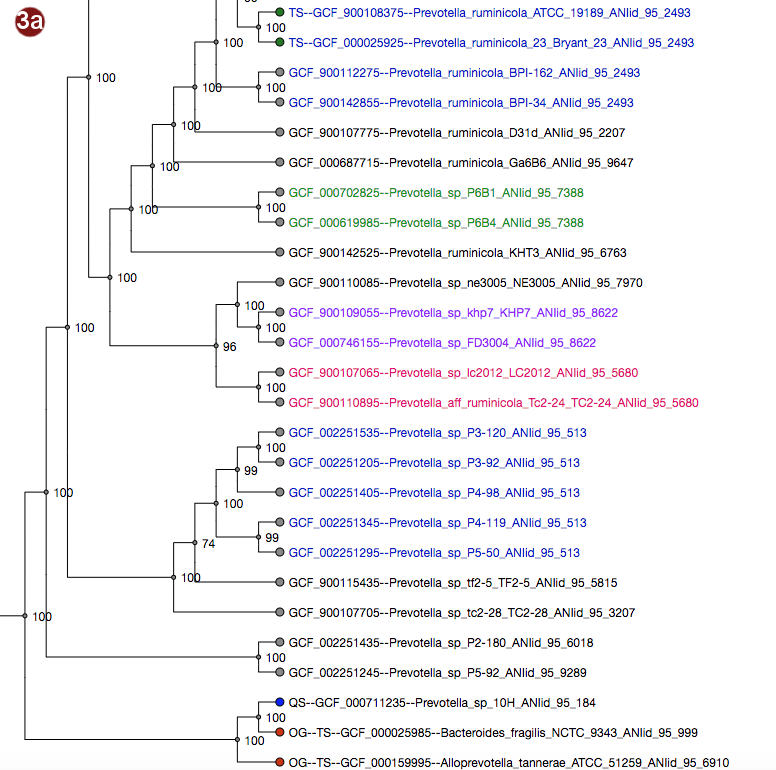 3a
100
TS--GCF_900108375--Prevotella_ruminicola_ATCC_19189_ANIid_95_2493
100
TS--GCF_000025925--Prevotella_ruminicola_23_Bryant_23_ANIid_95_2493
100
GCF_900112275--Prevotella_ruminicola_BPI-162_ANIid_95_2493
100
100
100
GCF_900142855--Prevotella_ruminicola_BPI-34_ANIid_95_2493
100
GCF_900107775--Prevotella_ruminicola_D31d_ANIid_95_2207
100
GCF_000687715--Prevotella_ruminicola_Ga6B6_ANIid_95_9647
GCF_000702825--Prevotella_sp_P6B1_ANIid_95_7388
100
100
GCF_000619985--Prevotella_sp_P6B4_ANIid_95_7388
GCF_900142525--Prevotella_ruminicola_KHT3_ANIid_95_6763
100
GCF_900110085--Prevotella_sp_ne3005_NE3005_ANIid_95_7970
100
GCF_900109055--Prevotella_sp_khp7_KHP7_ANIid_95_8622
100
100
GCF_000746155--Prevotella_sp_FD3004_ANIid_95_8622
96
GCF_900107065--Prevotella_sp_lc2012_LC2012_ANIid_95_5680
100
GCF_900110895--Prevotella_aff_ruminicola_Tc2-24_TC2-24_ANIid_95_5680
GCF_002251535--Prevotella_sp_P3-120_ANIid_95_513
100
GCF_002251205--Prevotella_sp_P3-92_ANIid_95_513
99
GCF_002251405--Prevotella_sp_P4-98_ANIid_95_513
100
100
GCF_002251345--Prevotella_sp_P4-119_ANIid_95_513
99
74
GCF_002251295--Prevotella_sp_P5-50_ANIid_95_513
100
GCF_900115435--Prevotella_sp_tf2-5_TF2-5_ANIid_95_5815
GCF_900107705--Prevotella_sp_tc2-28_TC2-28_ANIid_95_3207
100
GCF_002251435--Prevotella_sp_P2-180_ANIid_95_6018
100
GCF_002251245--Prevotella_sp_P5-92_ANIid_95_9289
QS--GCF_000711235--Prevotella_sp_10H_ANIid_95_184
100
OG--TS--GCF_000025985--Bacteroides_fragilis_NCTC_9343_ANIid_95_999
100
OG--TS--GCF_000159995--Alloprevotella_tannerae_ATCC_51259_ANIid_95_6910